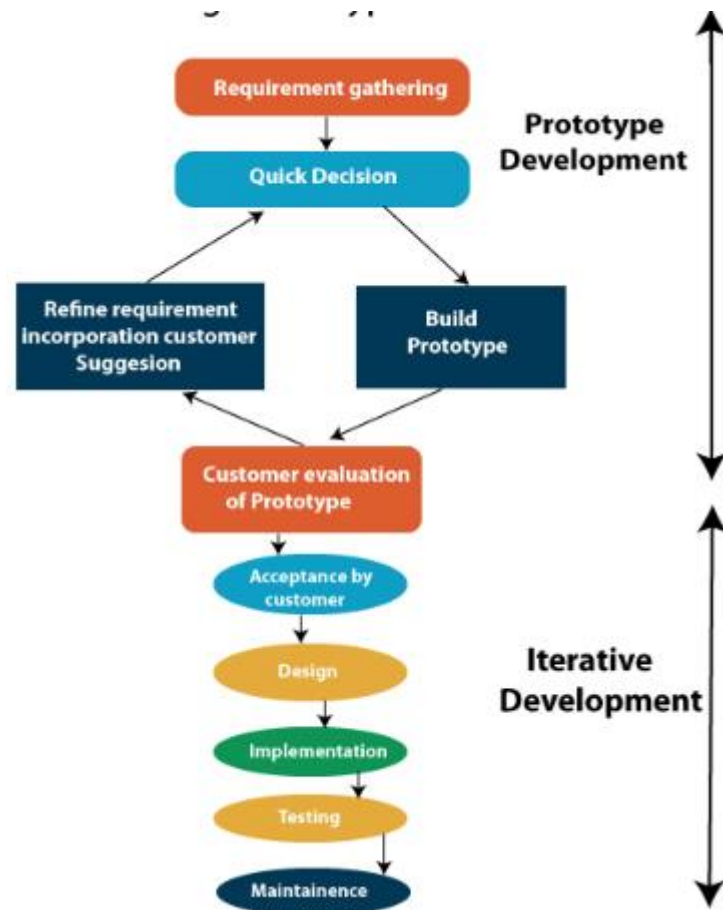 Requirement gathering
Prototype
Development
Quick Decision
Refine requirement
incorporation customer
Suggesion
Build
Prototype
Customer evaluation
of Prototype
Acceptance by
customer
Design
Iterative
Development
Implementation
Testing
Maintainence